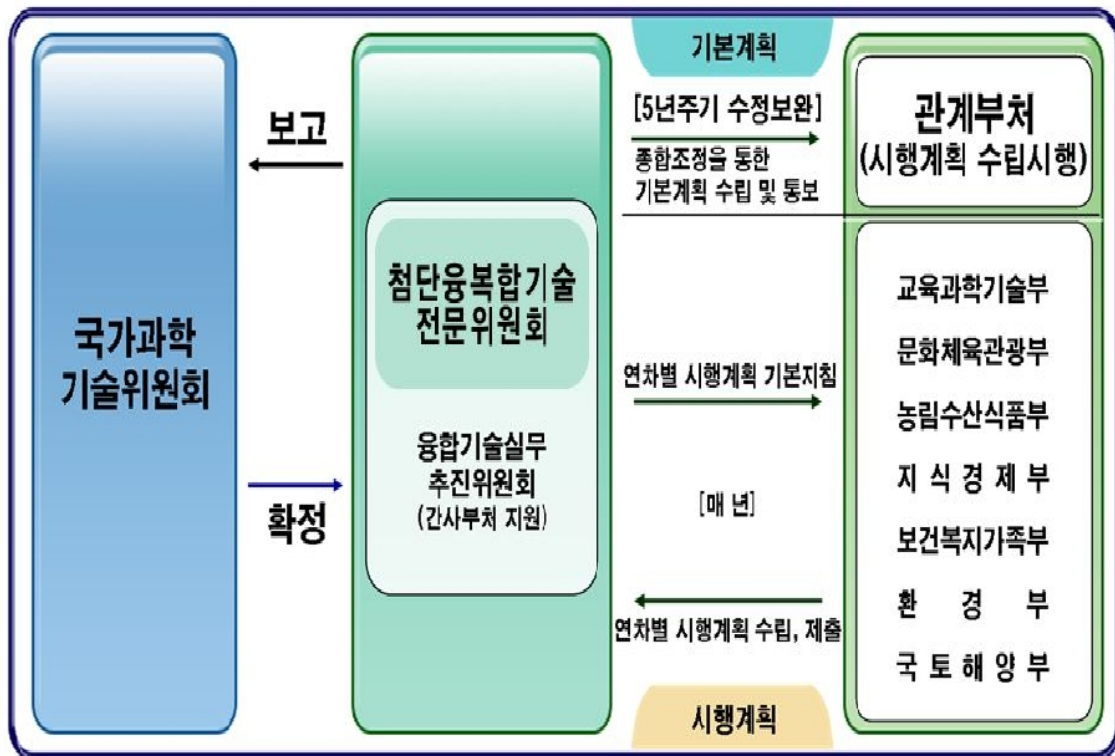 국가과학
기술위원회
보고
확정
첨단융복합기술
전문위원회
융합기술실무
추진위원회
(간사부처 지원)
기본계획
[5년주기 수정보완]
종합조정을 통한
기본계획 수립 및 통보
연차별 시행계획 기본지침
[매 년]
연차별 시행계획 수립, 제출
시행계획
관계부처
(시행계획 수립시행)
교육과학기술부
문화체육관광부
농림수산식품부
지 식 경 제 부
보건복지가족부
환 경 부
국 토 해 양 부